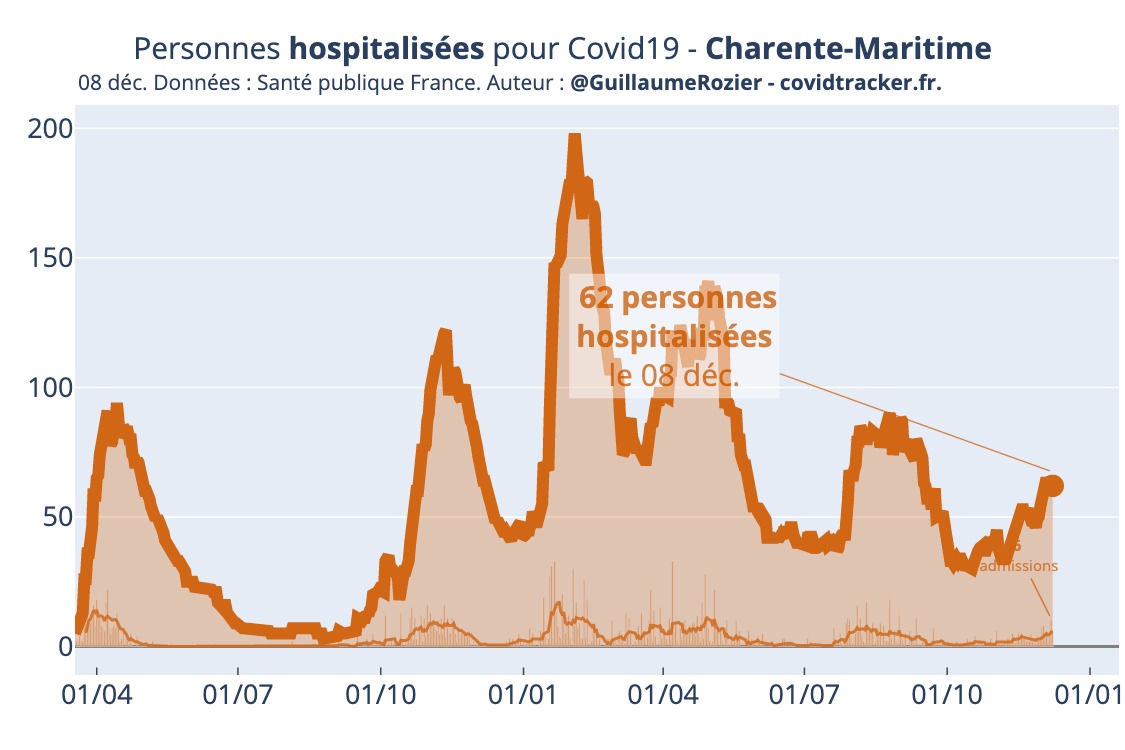 Personnes hospitalisées pour Covid19 - Charente-Maritime
08 déc. Données : Santé publique France. Auteur : @GuillaumeRozier - covidtracker.fr.
200
150
100
50
0
62 personnes
hospitalisées
le 08 déc.
admissions
01/04
01/07
01/10
01/01
01/04
01/07
01/10
01/01